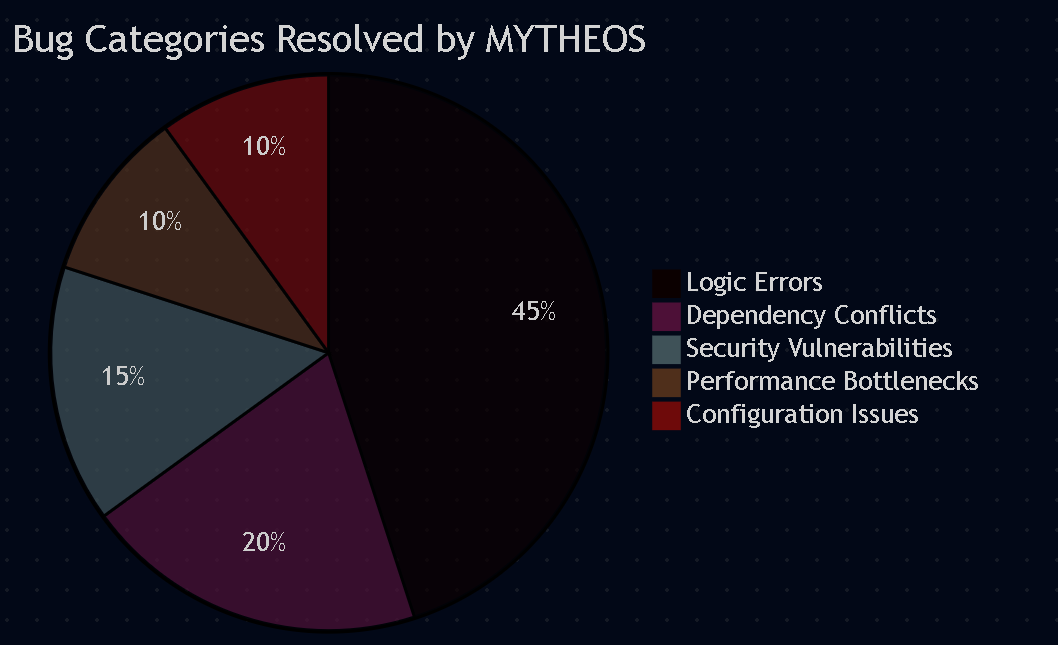 Bug Categories Resolved by MYTHEOS
10%
10%
45%
15%
20%
Logic Errors
Dependency Conflicts
Security Vulnerabilities
Performance Bottlenecks
Configuration Issues